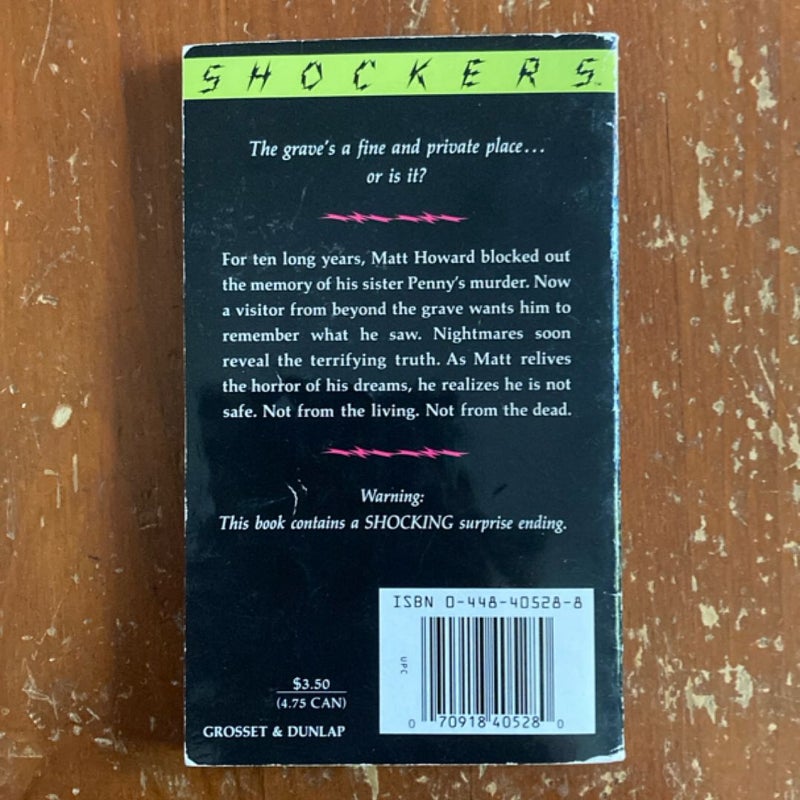 SHOCKERS™
The grave's a fine and private place...
or is it?
For ten long years, Matt Howard blocked out
the memory of his sister Penny's murder. Now
a visitor from beyond the grave wants him to
remember what he saw. Nightmares soon
reveal the terrifying truth. As Matt relives
the horror of his dreams, he realizes he is not
safe. Not from the living. Not from the dead.
Warning:
This book contains a SHOCKING surprise ending.
ISBN 0-448-40528-8
UPC
0 70918 40528 0
$3.50
(4.75 CAN)
GROSSET & DUNLAP